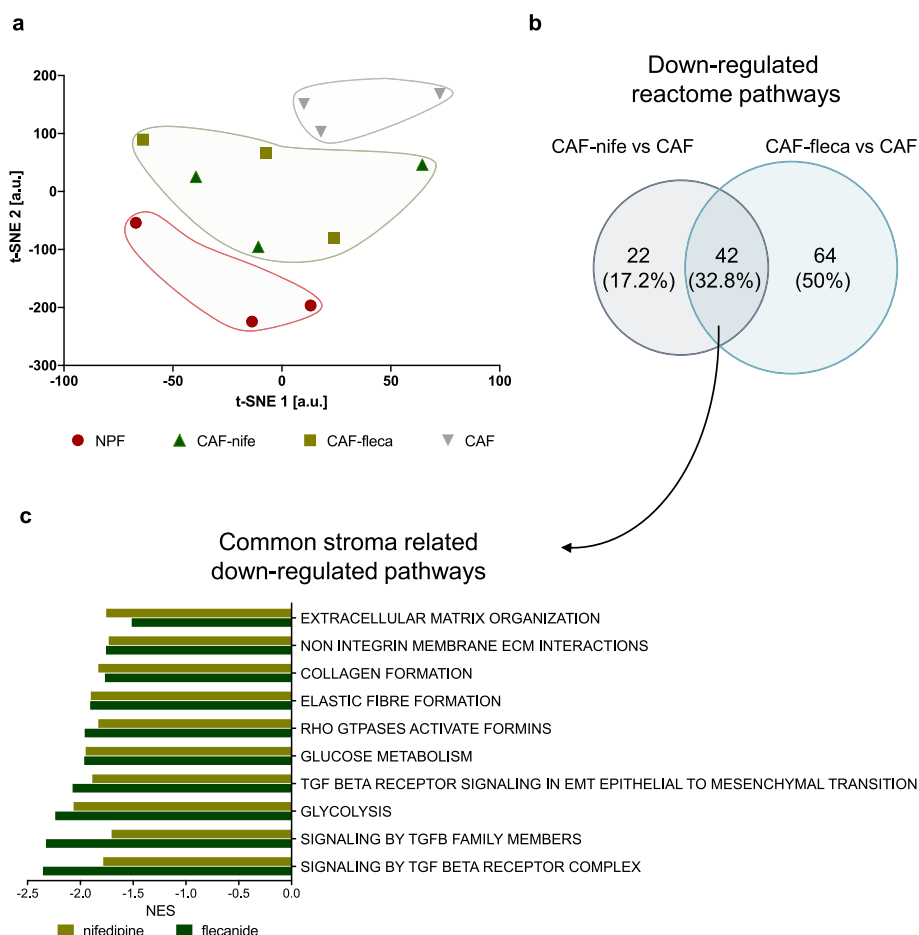 a
200
100
0
-100
-200
-300
t-SNE 2 [a.u.]
-100
-50
0
50
100
t-SNE 1 [a.u.]
NPF
CAF-nife
CAF-fleca
CAF
b
Down-regulated
reactome pathways
CAF-nife vs CAF
CAF-fleca vs CAF
22
(17.2%)
42
(32.8%)
64
(50%)
c
Common stroma related
down-regulated pathways
EXTRACELLULAR MATRIX ORGANIZATION
NON INTEGRIN MEMBRANE ECM INTERACTIONS
COLLAGEN FORMATION
ELASTIC FIBRE FORMATION
RHO GTPASES ACTIVATE FORMINS
GLUCOSE METABOLISM
TGF BETA RECEPTOR SIGNALING IN EMT EPITHELIAL TO MESENCHYMAL TRANSITION
GLYCOLYSIS
SIGNALING BY TGFB FAMILY MEMBERS
SIGNALING BY TGF BETA RECEPTOR COMPLEX
-2.5
-2.0
-1.5
-1.0
-0.5
0.0
NES
nifedipine
flecanide